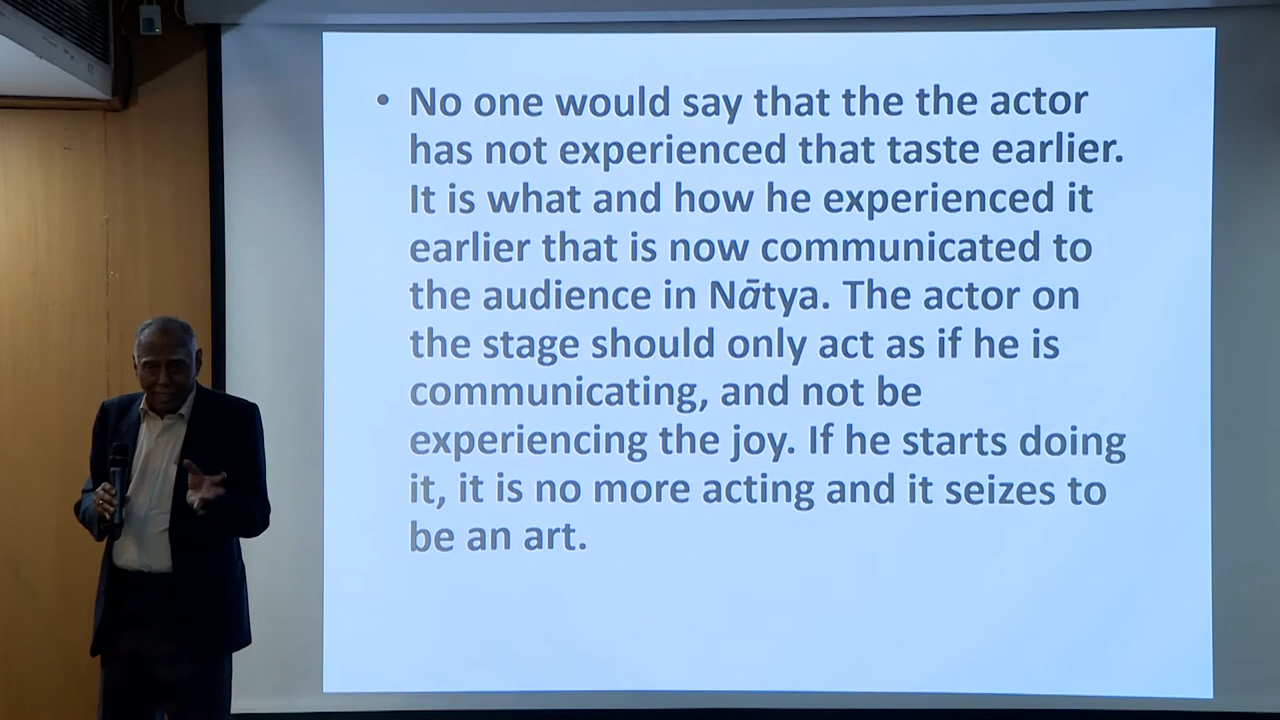 • No one would say that the the actor
has not experienced that taste earlier.
It is what and how he experienced it
earlier that is now communicated to
the audience in Nātya. The actor on
the stage should only act as if he is
communicating, and not be
experiencing the joy. If he starts doing
it, it is no more acting and it seizes to
be an art.